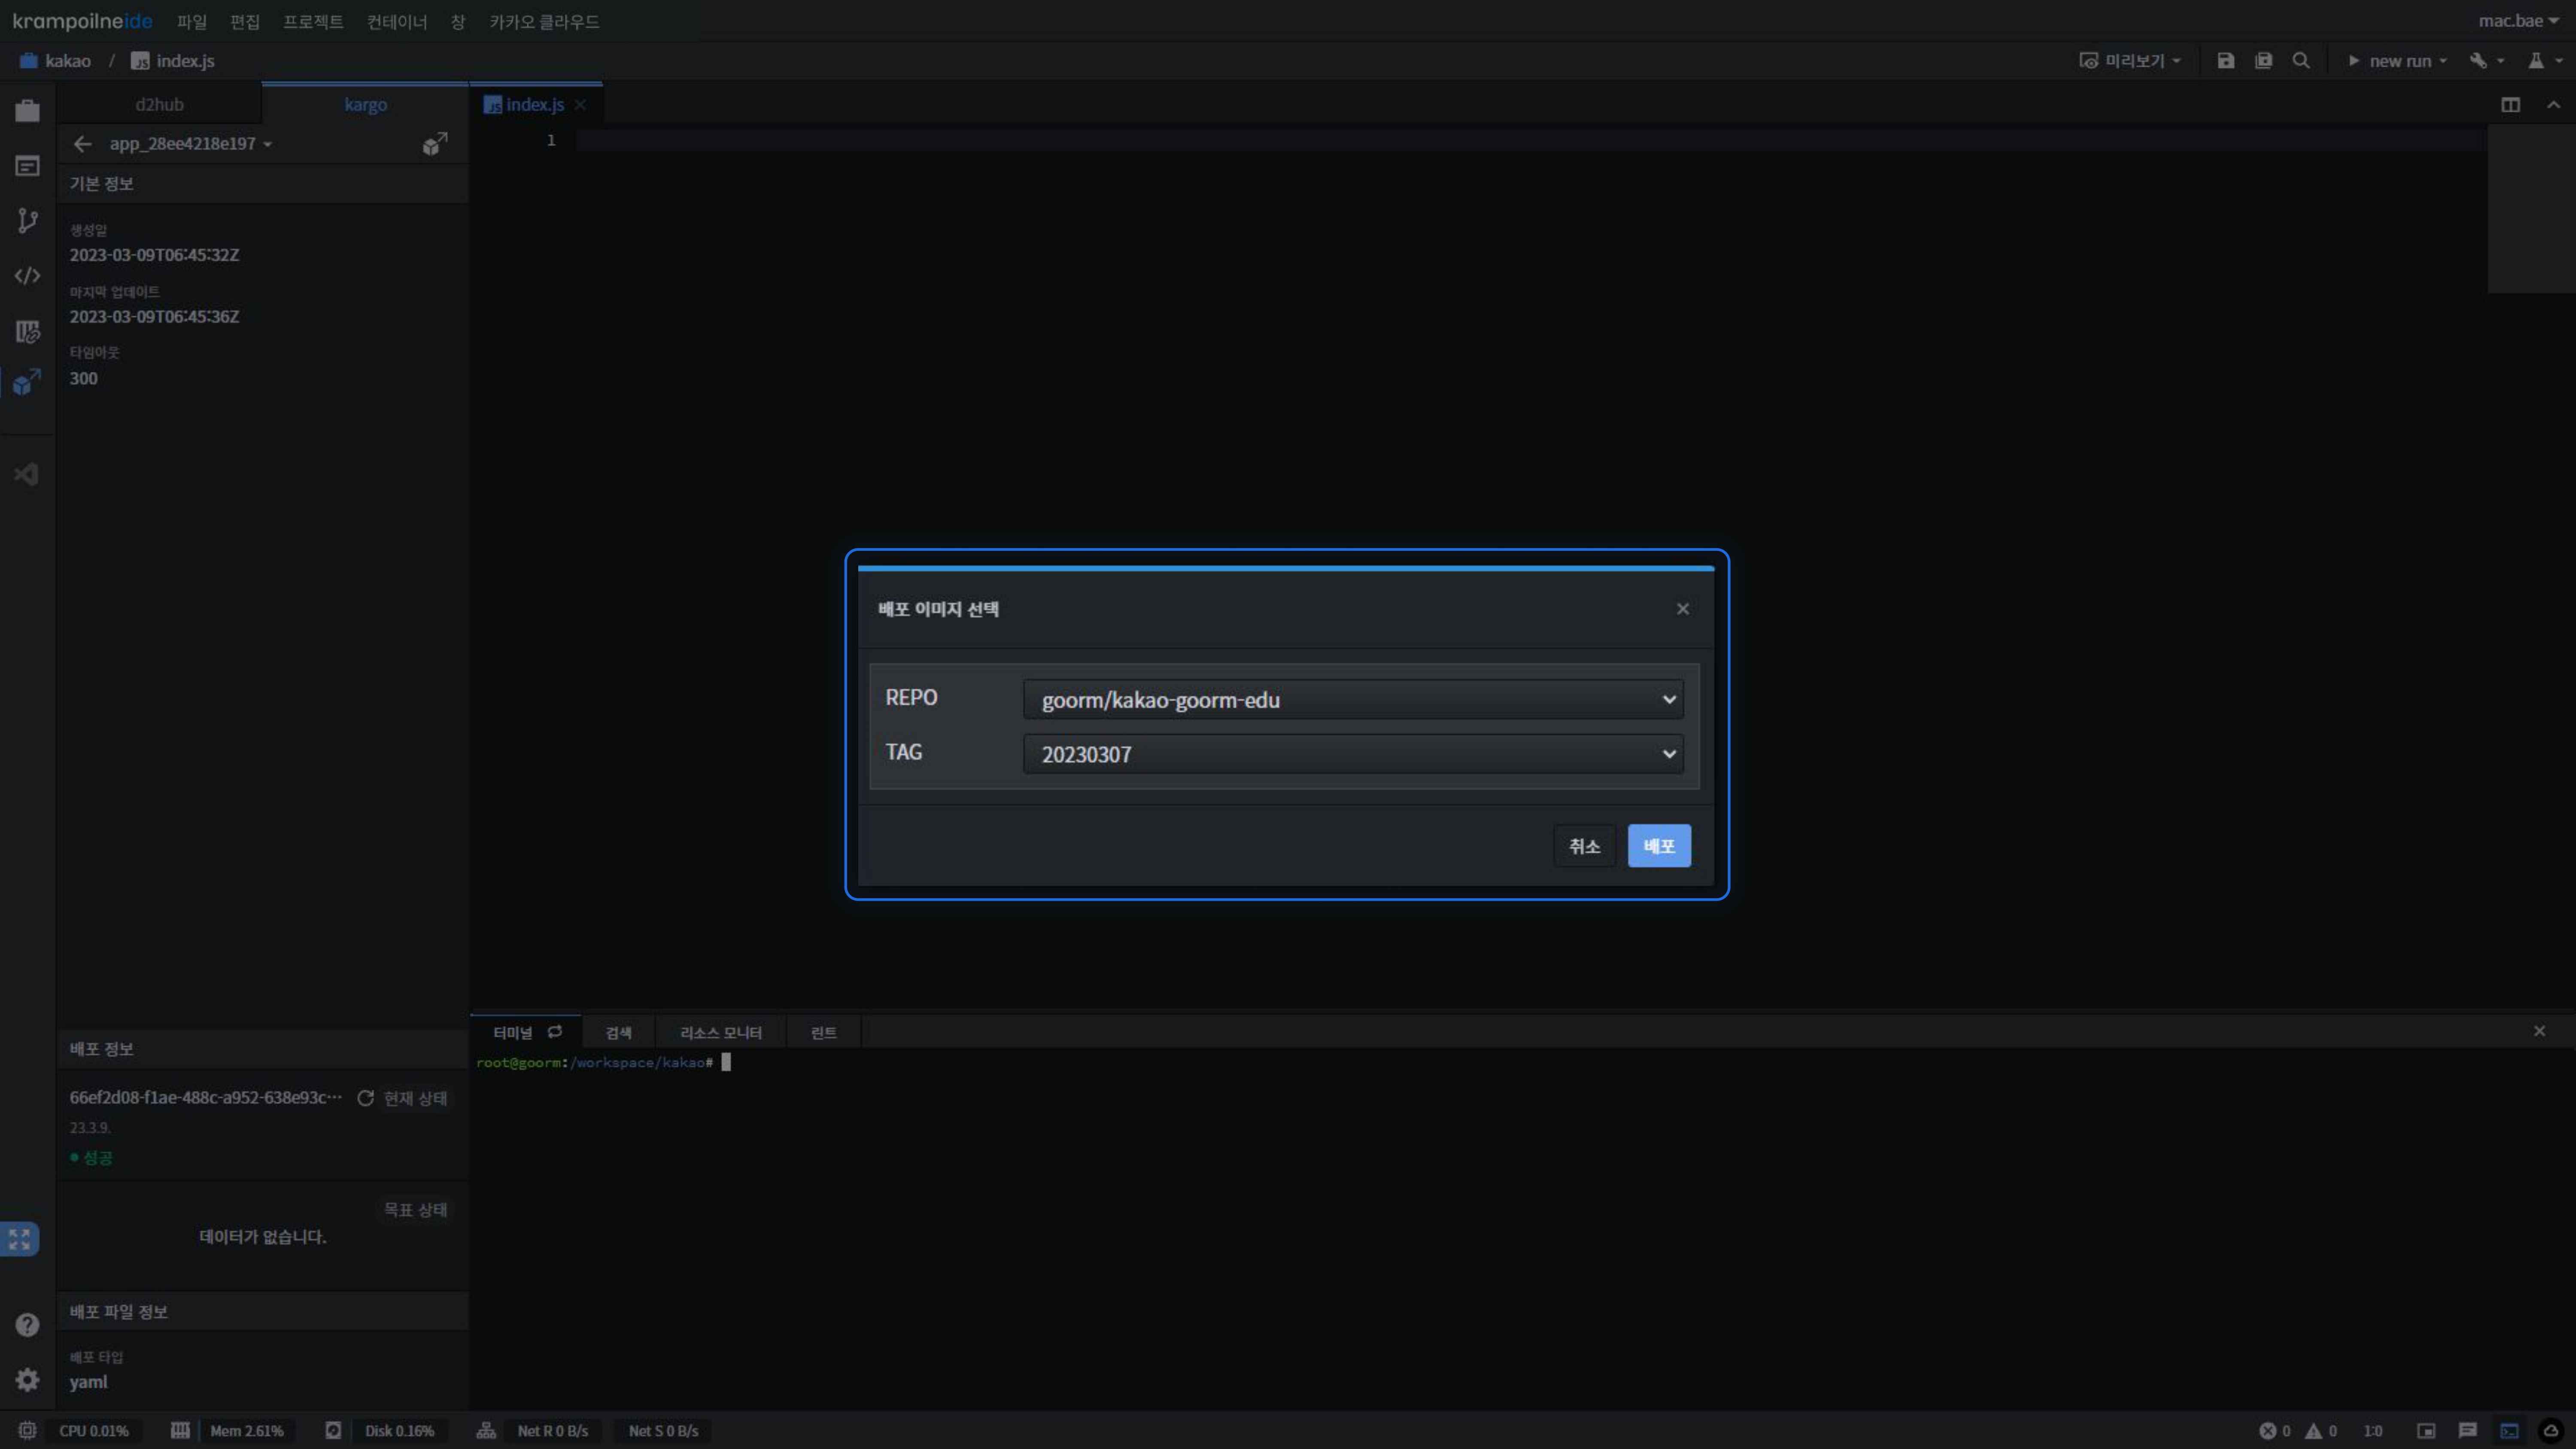 krampoilneide 파일 편집 프로젝트 컨테이너 창 카카오 클라우드 mac.bae
kakao / JS index.js 미리보기 new run
d2hub kargo JS index.js
app_28ee4218e197
1
기본 정보
생성일
2023-03-09T06:45:32Z
마지막 업데이트
2023-03-09T06:45:36Z
타임아웃
300
배포 이미지 선택
REPO goorm/kakao-goorm-edu
TAG 20230307
취소 배포
터미널 검색 리소스 모니터 린트
root@goorm:/workspace/kakao#
배포 정보
66ef2d08-f1ae-488c-a952-638e93c··· 현재 상태
23.3.9.
성공
목표 상태
데이터가 없습니다.
배포 파일 정보
배포 타입
yaml
CPU 0.01% Mem 2.61% Disk 0.16% Net R 0 B/s Net S 0 B/s 0 0 1:0